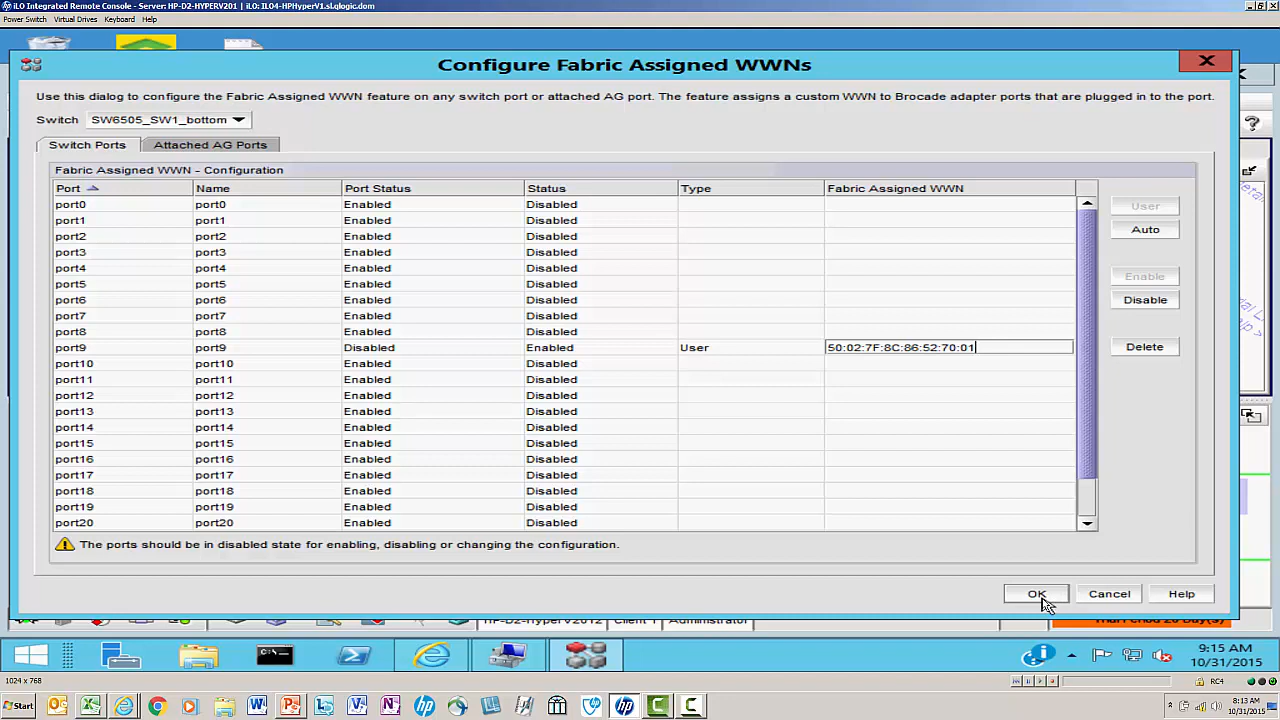 iLO Integrated Remote Console - Server: HP-D2-HYPERV201 | iLO: ILO4-HPHyperV1.sl.qlogic.dom
Power Switch Virtual Drives Keyboard Help
Configure Fabric Assigned WWNs
Use this dialog to configure the Fabric Assigned WWN feature on any switch port or attached AG port. The feature assigns a custom WWN to Brocade adapter ports that are plugged in to the port.
Switch SW6505_SW1_bottom
Switch Ports Attached AG Ports
Fabric Assigned WWN - Configuration
Port Name Port Status Status Type Fabric Assigned WWN
port0 port0 Enabled Disabled User
port1 port1 Enabled Disabled
port2 port2 Enabled Disabled Auto
port3 port3 Enabled Disabled
port4 port4 Enabled Disabled
port5 port5 Enabled Disabled Enable
port6 port6 Enabled Disabled Disable
port7 port7 Enabled Disabled
port8 port8 Enabled Disabled
port9 port9 Disabled Enabled User 50:02:7F:8C:86:52:70:01 Delete
port10 port10 Enabled Disabled
port11 port11 Enabled Disabled
port12 port12 Enabled Disabled
port13 port13 Enabled Disabled
port14 port14 Enabled Disabled
port15 port15 Enabled Disabled
port16 port16 Enabled Disabled
port17 port17 Enabled Disabled
port18 port18 Enabled Disabled
port19 port19 Enabled Disabled
port20 port20 Enabled Disabled
The ports should be in disabled state for enabling, disabling or changing the configuration.
OK Cancel Help
HP-D2-HYPERV2012 Client 1 Administrator
9:15 AM
10/31/2015
1024 x 768 RC4
Start 8:13 AM
10/31/2015